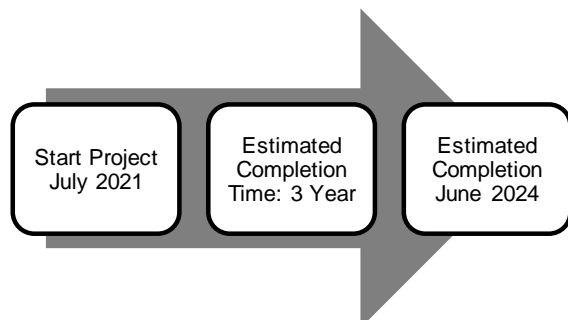 Start Project
July 2021
Estimated
Completion
Time: 3 Year
Estimated
Completion
June 2024